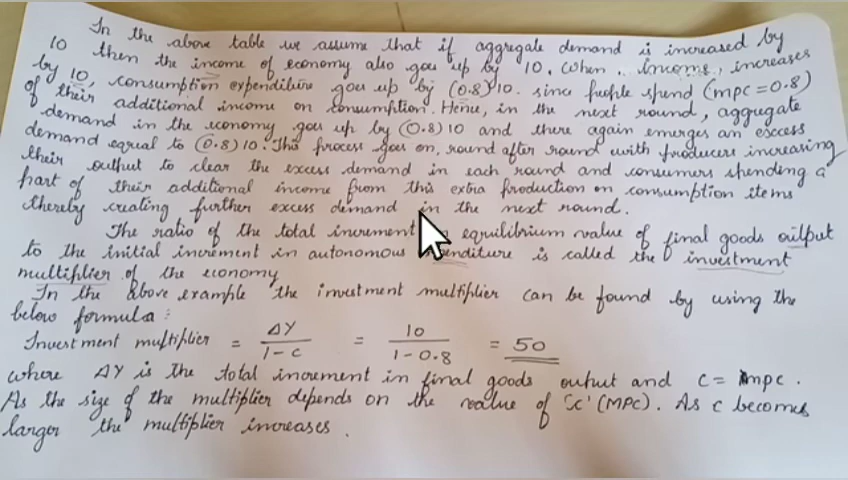 In the above table we assume that if aggregate demand is increased by
10 then the income of economy also goes up by 10. When income increases
by 10, consumption expenditure goes up by (0.8) 10. since people spend (mpc = 0.8)
of their additional income on consumption. Hence, in the next round, aggregate
demand in the economy goes up by (0.8) 10 and there again emerges an excess
demand equal to (0.8) 10. This process goes on, round after round with producers increasing
their output to clear the excess demand in each round and consumers spending a
part of their additional income from this extra production on consumption items
thereby creating further excess demand in the next round.
The ratio of the total increment equilibrium value of final goods output
to the initial increment in autonomous is called the investment
multiplier of the economy
In the above example the investment multiplier can be found by using the
below formula :
Investment multiplier = ΔY / 1 - c = 10 / 1 - 0.8 = 50
where ΔY is the total increment in final goods output and c = mpc .
As the size of the multiplier depends on the value of 'c' (MPC). As c becomes
larger the multiplier increases .